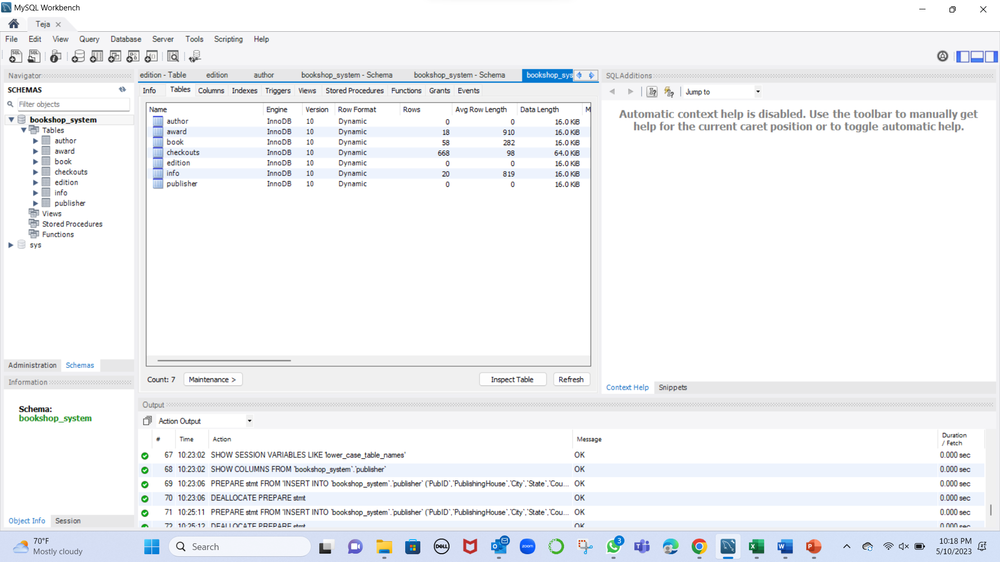 MySQL Workbench
Teja
File Edit View Query Database Server Tools Scripting Help
Navigator
SCHEMAS
Filter objects
bookshop_system
Tables
author
award
book
checkouts
edition
info
publisher
Views
Stored Procedures
Functions
sys
Administration Schemas
Information
Schema:
bookshop_system
Object Info Session
edition - Table edition author bookshop_system - Schema bookshop_system - Schema bookshop_sys
Info Tables Columns Indexes Triggers Views Stored Procedures Functions Grants Events
Name Engine Version Row Format Rows Avg Row Length Data Length M
author InnoDB 10 Dynamic 0 0 16.0 KiB
award InnoDB 10 Dynamic 18 910 16.0 KiB
book InnoDB 10 Dynamic 58 282 16.0 KiB
checkouts InnoDB 10 Dynamic 668 98 64.0 KiB
edition InnoDB 10 Dynamic 0 0 16.0 KiB
info InnoDB 10 Dynamic 20 819 16.0 KiB
publisher InnoDB 10 Dynamic 0 0 16.0 KiB
Count: 7 Maintenance > Inspect Table Refresh
SQLAdditions
Jump to
Automatic context help is disabled. Use the toolbar to manually get
help for the current caret position or to toggle automatic help.
Context Help Snippets
Output
Action Output
# Time Action Message Duration / Fetch
67 10:23:02 SHOW SESSION VARIABLES LIKE 'lower_case_table_names' OK 0.000 sec
68 10:23:02 SHOW COLUMNS FROM `bookshop_system`.`publisher` OK 0.000 sec
69 10:23:06 PREPARE stmt FROM 'INSERT INTO `bookshop_system`.`publisher` (`PubID`,`PublishingHouse`,`City`,`State`,`Cou... OK 0.000 sec
70 10:23:06 DEALLOCATE PREPARE stmt OK 0.000 sec
71 10:25:11 PREPARE stmt FROM 'INSERT INTO `bookshop_system`.`publisher` (`PubID`,`PublishingHouse`,`City`,`State`,`Cou... OK 0.000 sec
72 10:25:12 DEALLOCATE PREPARE stmt OK 0.000 sec
70°F
Mostly cloudy
Search
DELL
zoom
3
10:18 PM
5/10/2023